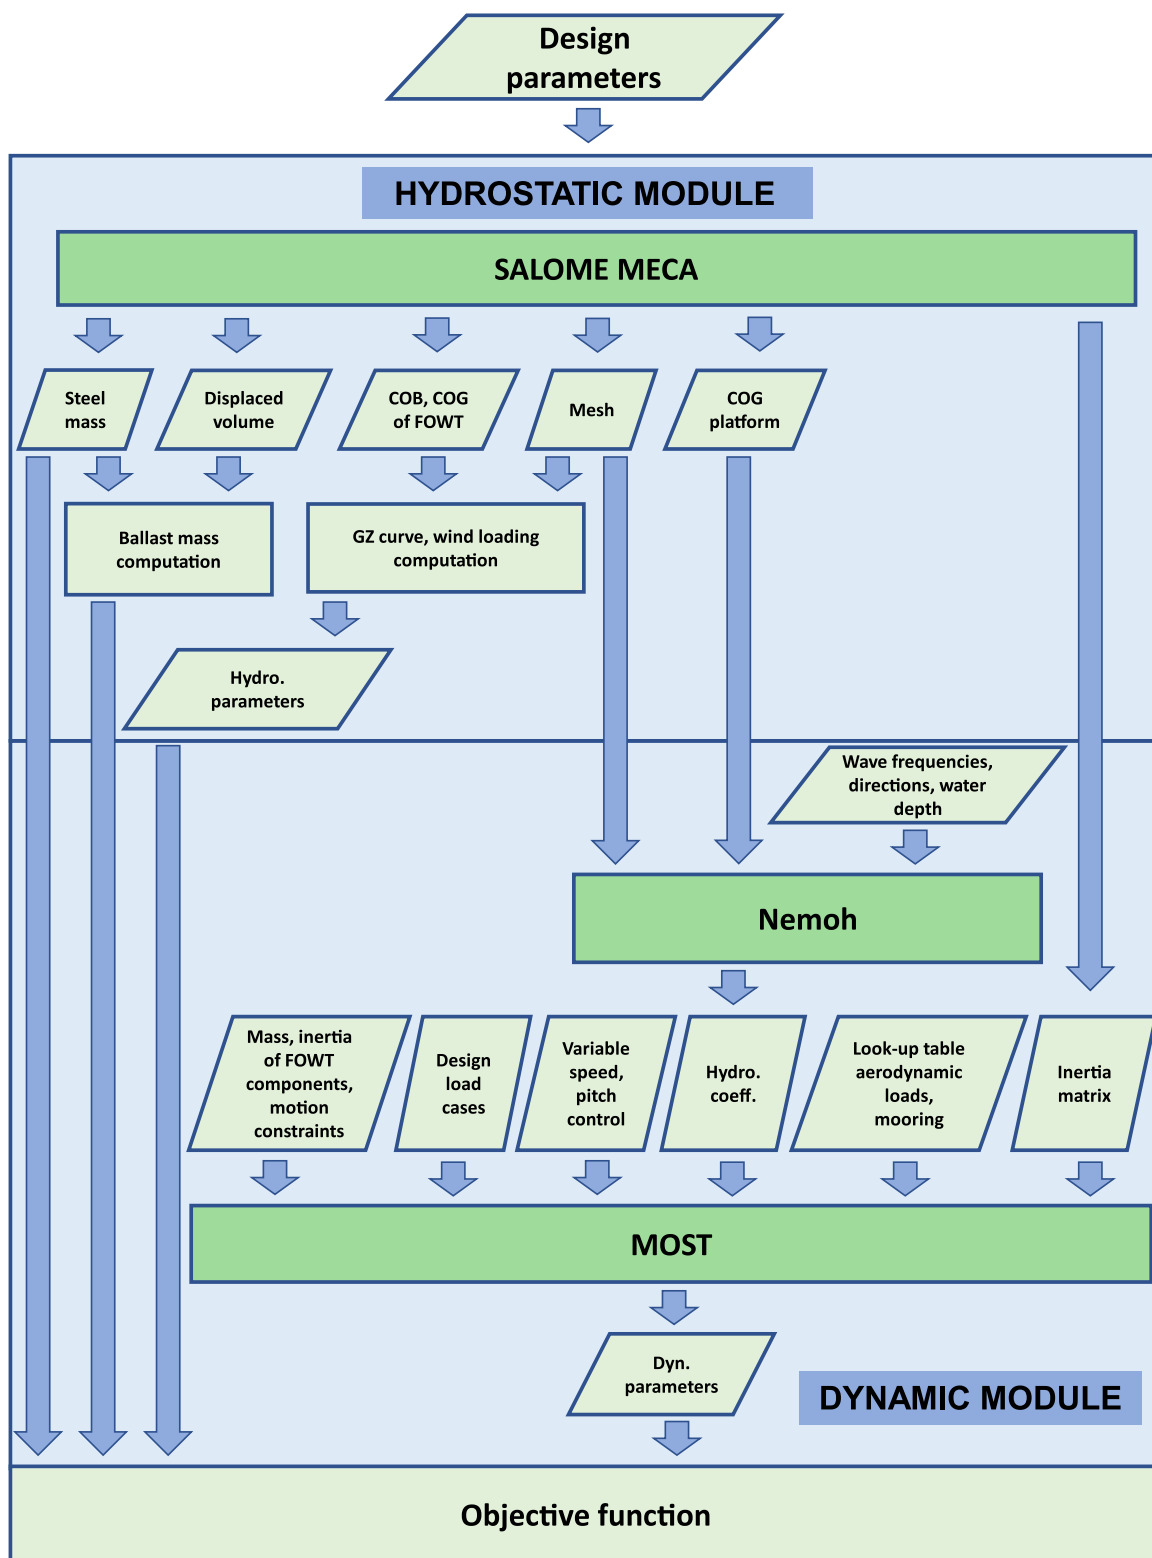 Design
parameters
HYDROSTATIC MODULE
SALOME MECA
Steel
mass
Displaced
volume
COB, COG
of FOWT
Mesh
COG
platform
Ballast mass
computation
GZ curve, wind loading
computation
Hydro.
parameters
Wave frequencies,
directions, water
depth
Nemoh
Mass, inertia
of FOWT
components,
motion
constraints
Design
load
cases
Variable
speed,
pitch
control
Hydro.
coeff.
Look-up table
aerodynamic
loads,
mooring
Inertia
matrix
MOST
Dyn.
parameters
DYNAMIC MODULE
Objective function